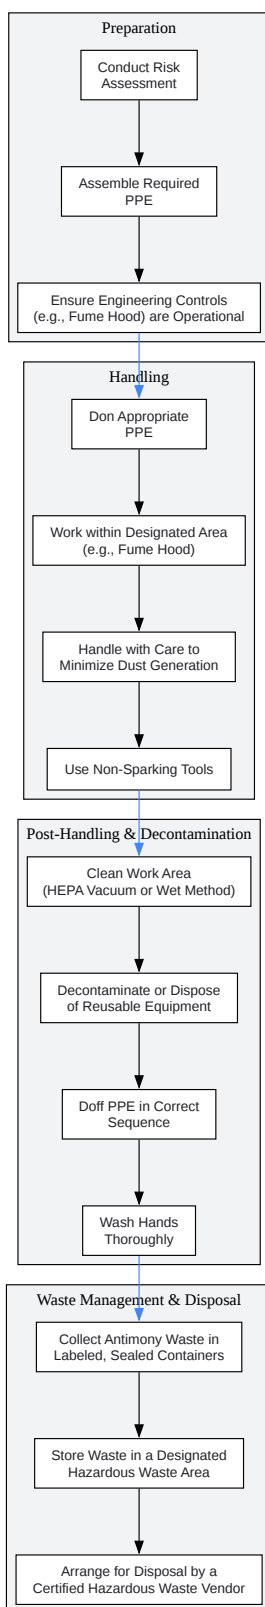 Preparation
Conduct Risk
Assessment
Assemble Required
PPE
Ensure Engineering Controls
(e.g., Fume Hood) are Operational
Handling
Don Appropriate
PPE
Work within Designated Area
(e.g., Fume Hood)
Handle with Care to
Minimize Dust Generation
Use Non-Sparking Tools
Post-Handling & Decontamination
Clean Work Area
(HEPA Vacuum or Wet Method)
Decontaminate or Dispose
of Reusable Equipment
Doff PPE in Correct
Sequence
Wash Hands
Thoroughly
Waste Management & Disposal
Collect Antimony Waste in
Labeled, Sealed Containers
Store Waste in a Designated
Hazardous Waste Area
Arrange for Disposal by a
Certified Hazardous Waste Vendor